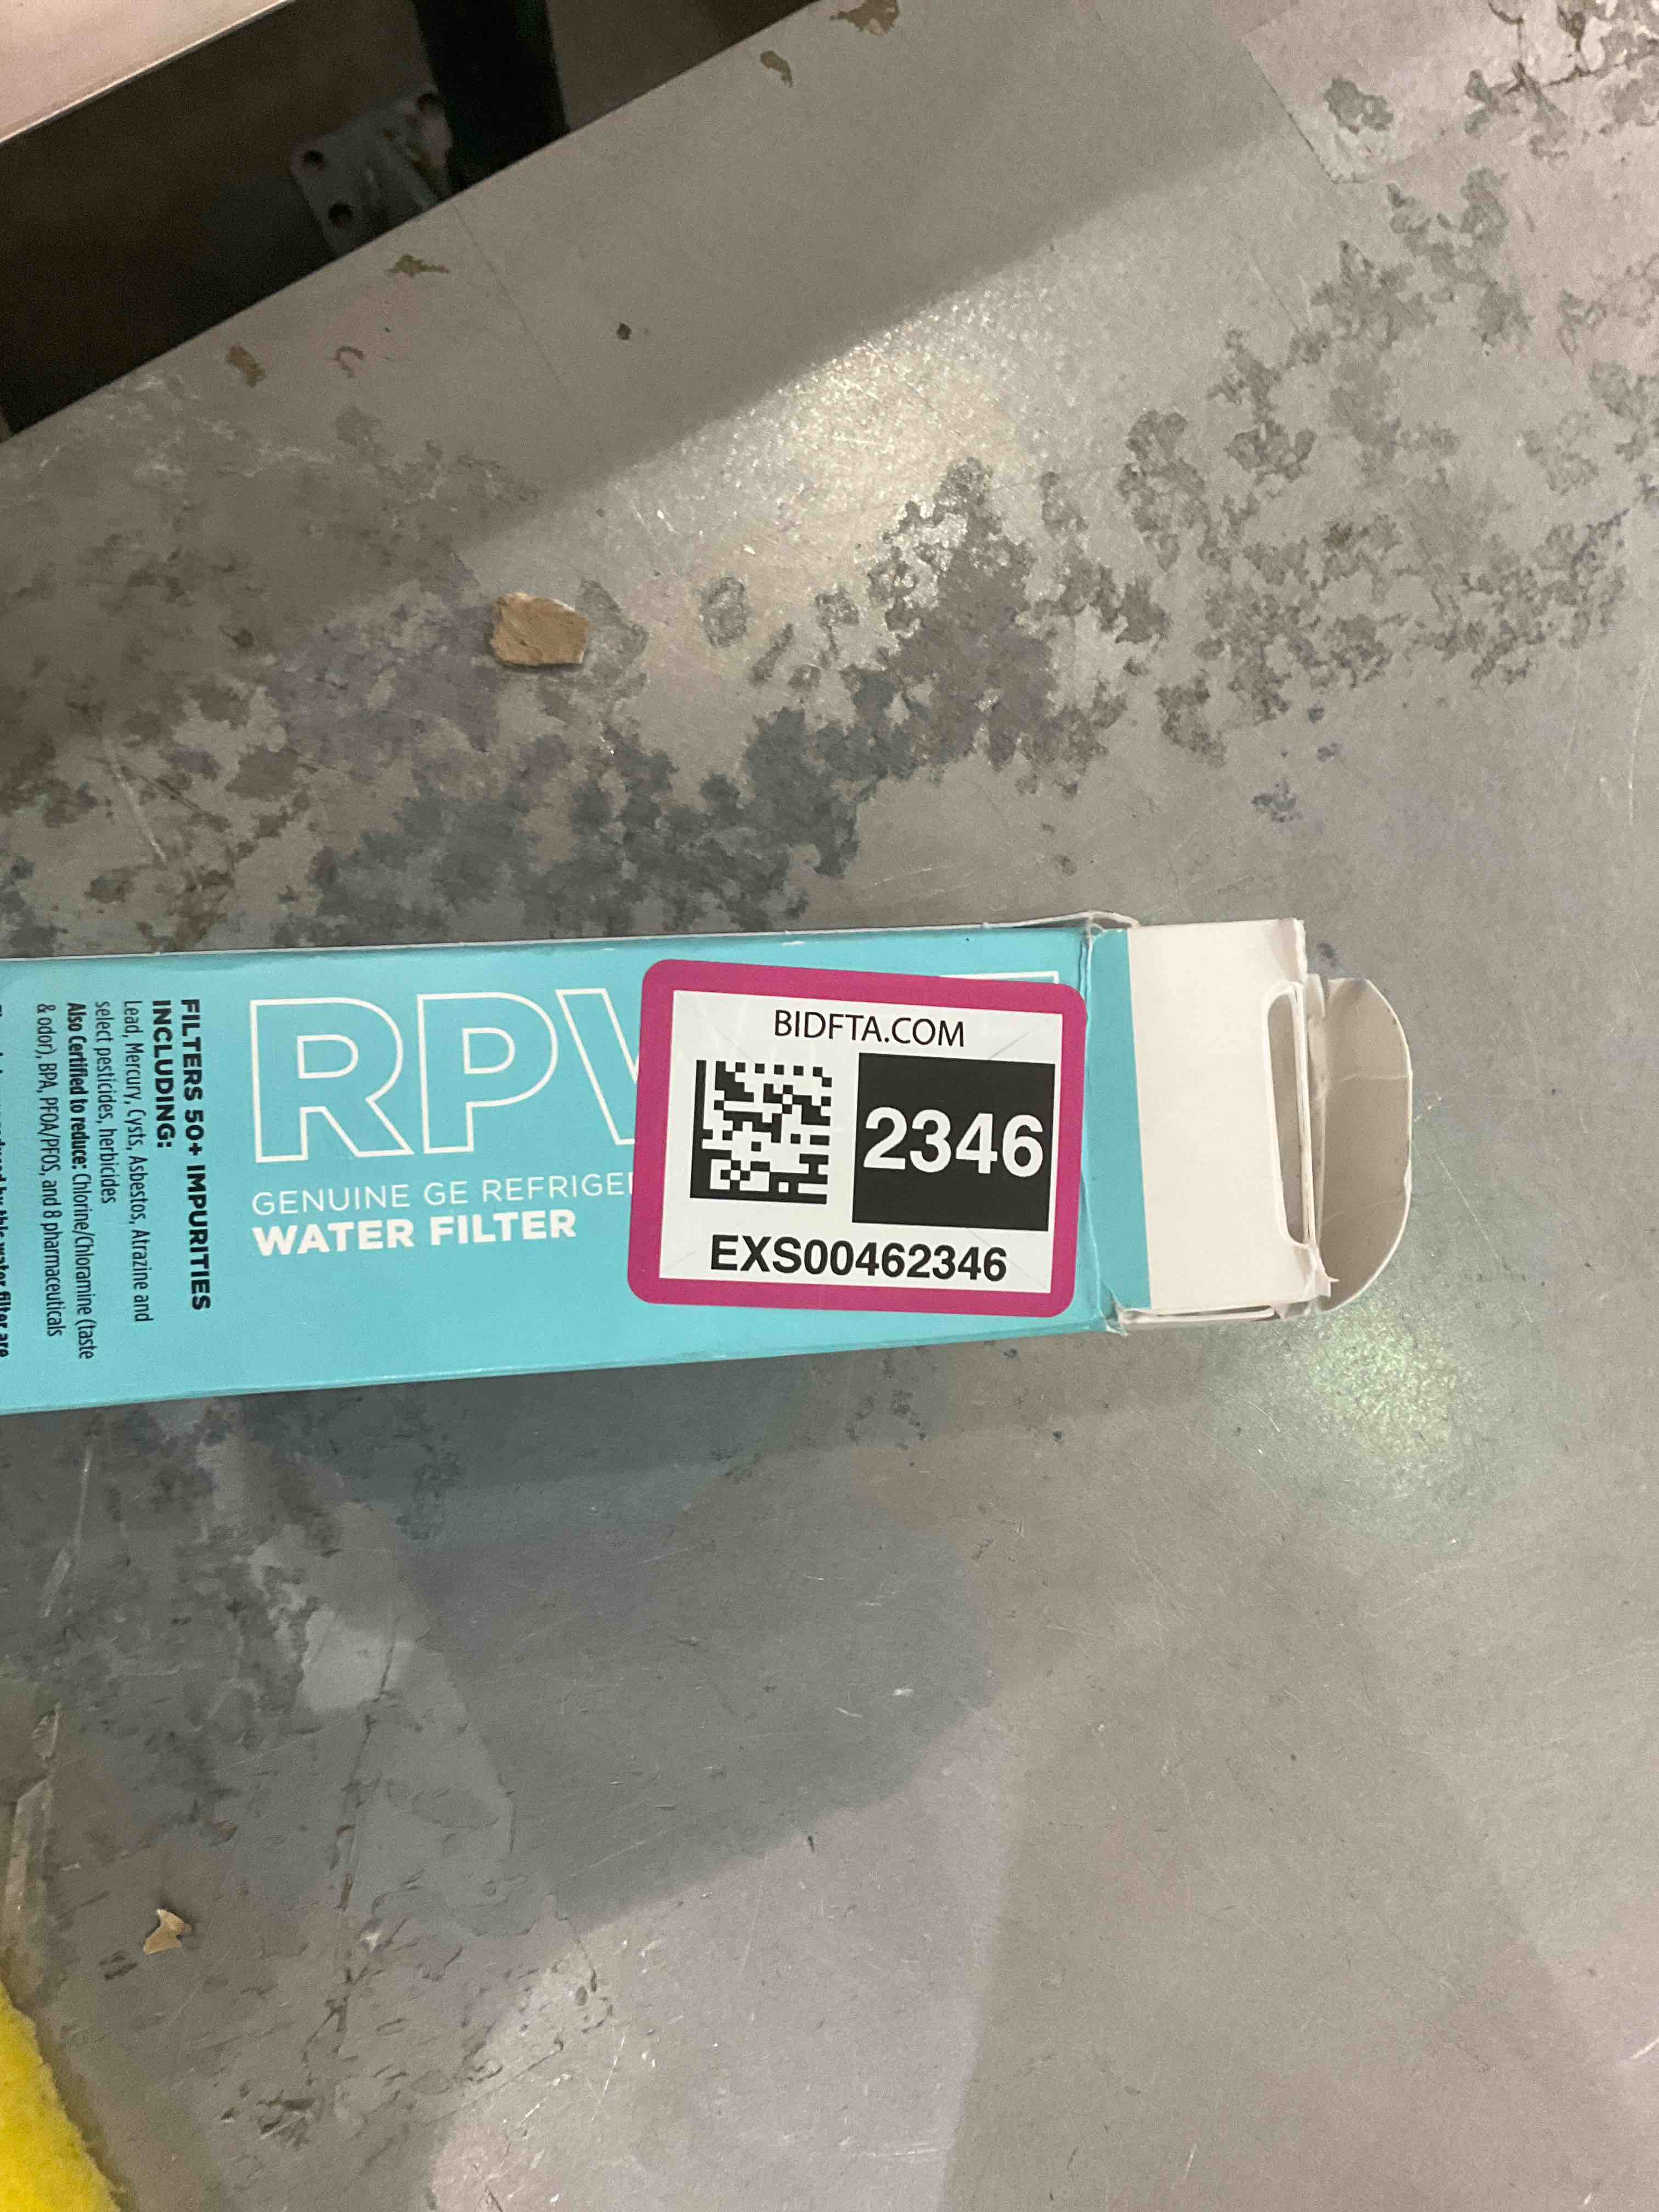 RPW
GENUINE GE REFRIGE
WATER FILTER
BIDFTA.COM
2346
EXS00462346
FILTERS 50+ IMPURITIES
INCLUDING:
Lead, Mercury, Cysts, Asbestos, Atrazine and
select pesticides, herbicides
Also Certified to reduce: Chlorine/Chloramine (taste
& odor), BPA, PFOA/PFOS, and 8 pharmaceuticals